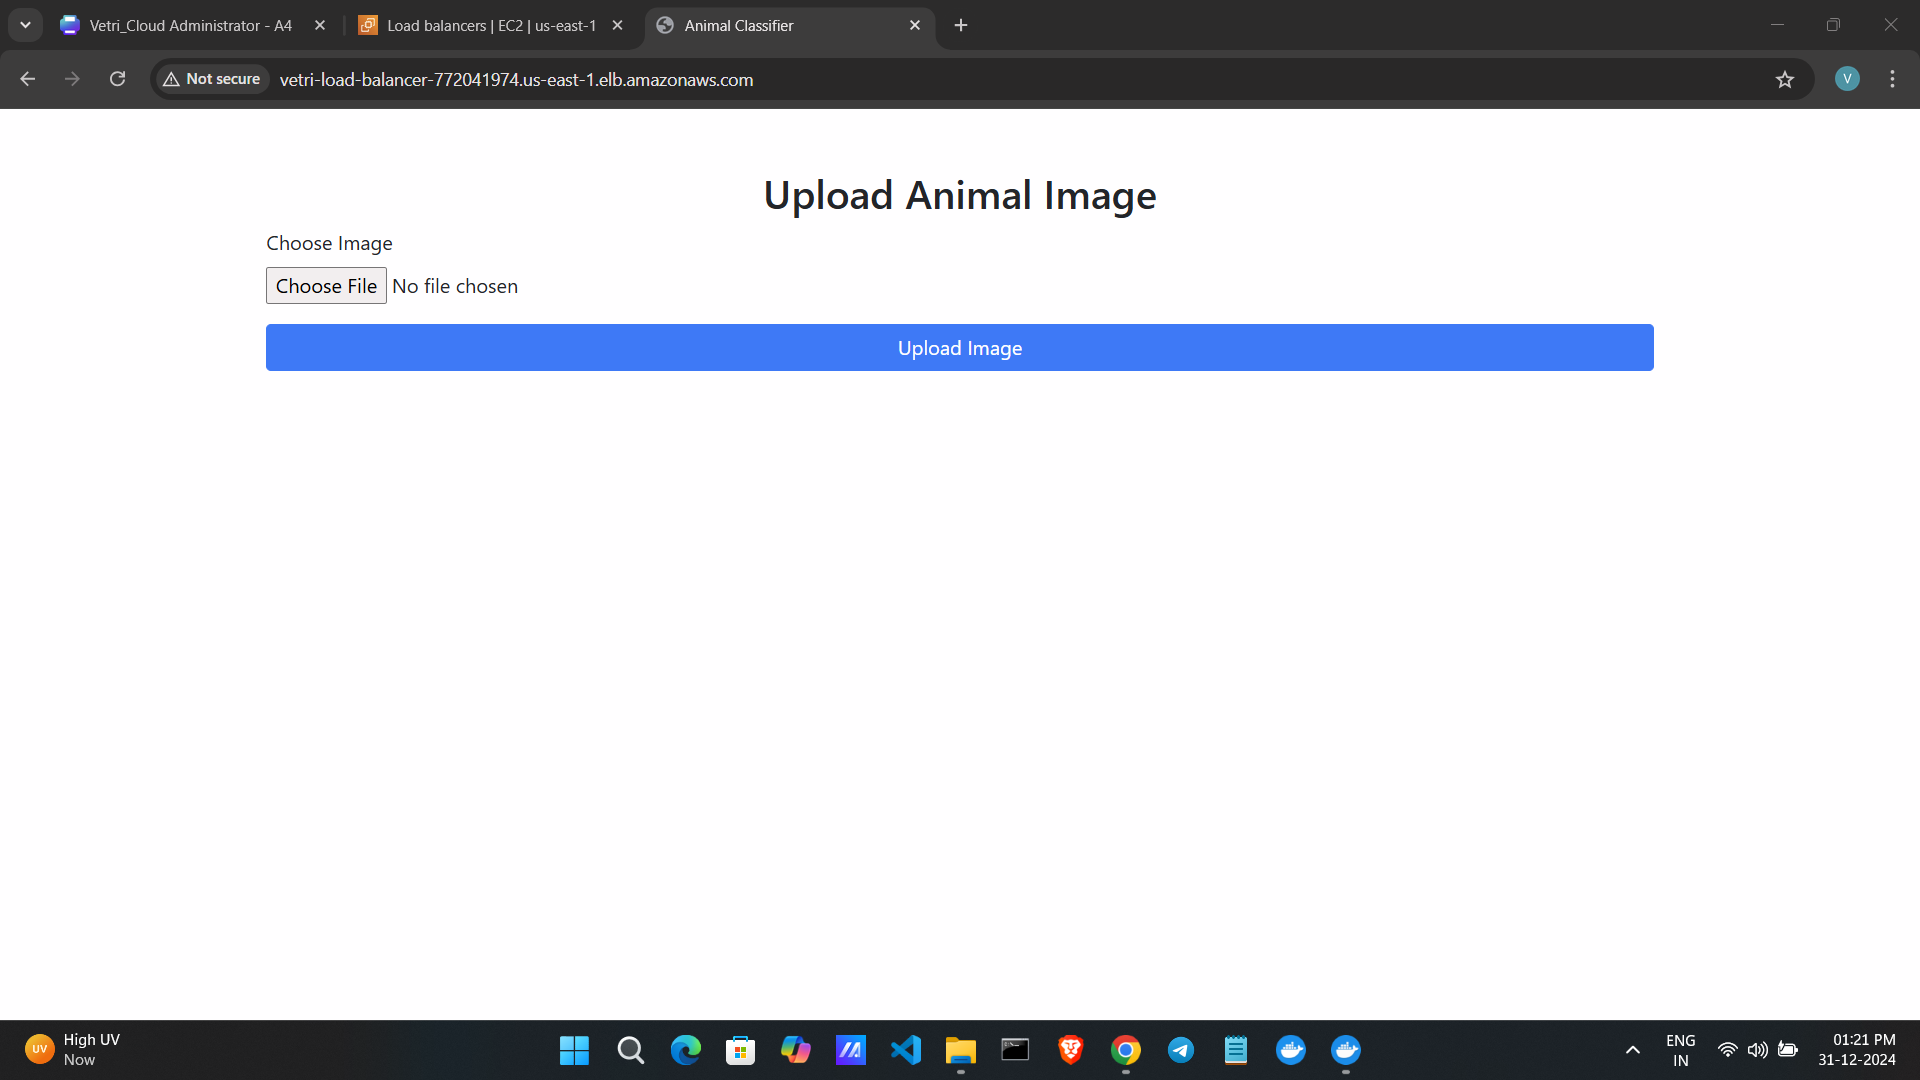 Vetri_Cloud Administrator - A4
Load balancers | EC2 | us-east-1
Animal Classifier
Not secure
vetri-load-balancer-772041974.us-east-1.elb.amazonaws.com
V
Upload Animal Image
Choose Image
Choose File No file chosen
Upload Image
UV
High UV
Now
ENG
IN
01:21 PM
31-12-2024